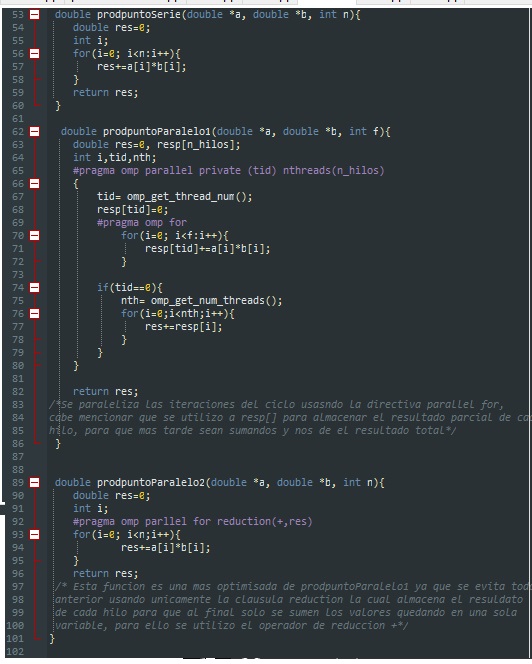 53 double prodpuntoSerie(double *a, double *b, int n){
54 double res=0;
55 int i;
56 for(i=0; i<n:i++){
57 res+=a[i]*b[i];
58 }
59 return res;
60 }
61
62 double prodpuntoParalelo1(double *a, double *b, int f){
63 double res=0, resp[n_hilos];
64 int i,tid,nth;
65 #pragma omp parallel private (tid) nthreads(n_hilos)
66 {
67 tid= omp_get_thread_num();
68 resp[tid]=0;
69 #pragma omp for
70 for(i=0; i<f:i++){
71 resp[tid]+=a[i]*b[i];
72 }
73
74 if(tid==0){
75 nth= omp_get_num_threads();
76 for(i=0;i<nth;i++){
77 res+=resp[i];
78 }
79 }
80 }
81
82 return res;
83 /*Se paraleliza las iteraciones del ciclo usasndo la directiva parallel for,
84 cabe mencionar que se utilizo a resp[] para almacenar el resultado parcial de ca
85 hilo, para que mas tarde sean sumandos y nos de el resultado total*/
86 }
87
88
89 double prodpuntoParalelo2(double *a, double *b, int n){
90 double res=0;
91 int i;
92 #pragma omp parllel for reduction(+,res)
93 for(i=0; i<n;i++){
94 res+=a[i]*b[i];
95 }
96 return res;
97 /* Esta funcion es una mas optimisada de prodpuntoParalelo1 ya que se evita tod
98 anterior usando unicamente la clausula reduction la cual almacena el resuldato
99 de cada hilo para que al final solo se sumen los valores quedando en una sola
100 variable, para ello se utilizo el operador de reduccion +*/
101 }
102